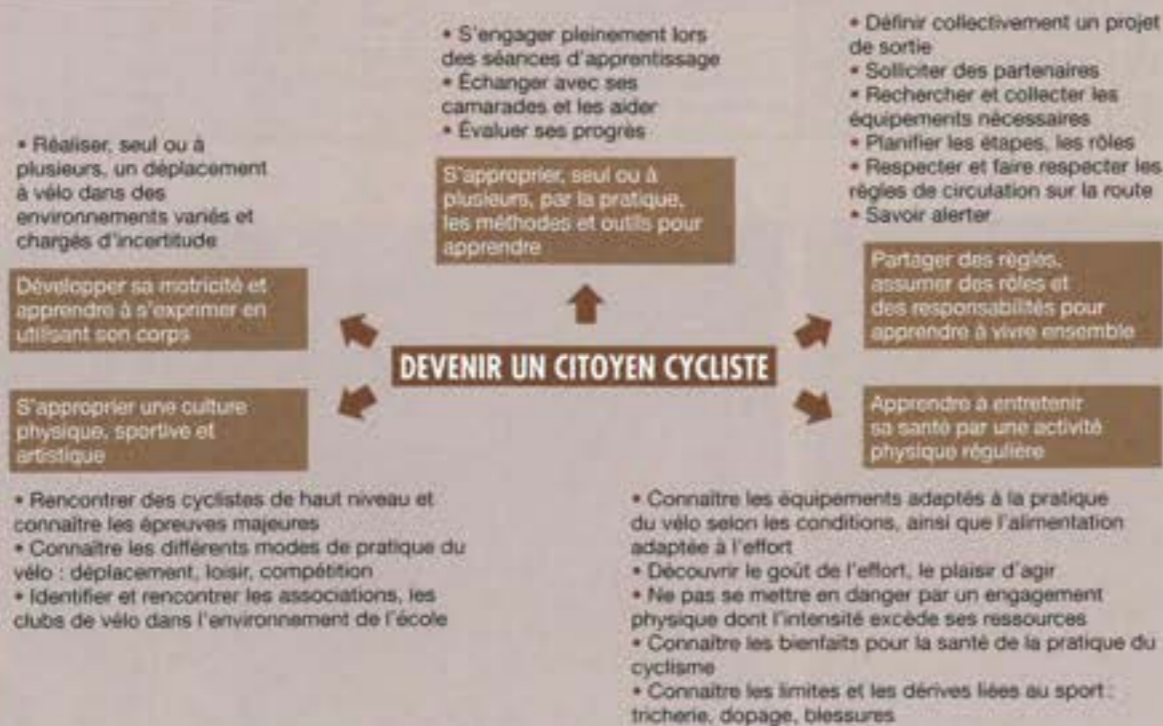 • S'engager pleinement lors
des séances d'apprentissage
• Échanger avec ses
camarades et les aider
• Évaluer ses progrès
• Définir collectivement un projet
de sortie
• Solliciter des partenaires
• Rechercher et collecter les
équipements nécessaires
• Planifier les étapes, les rôles
• Respecter et faire respecter les
règles de circulation sur la route
• Savoir alerter
• Réaliser, seul ou à
plusieurs, un déplacement
à vélo dans des
environnements variés et
chargés d'incertitude
S'approprier, seul ou à
plusieurs, par la pratique,
les méthodes et outils pour
apprendre
Développer sa motricité et
apprendre à s'exprimer en
utilisant son corps
Partager des règles,
assumer des rôles et
des responsabilités pour
apprendre à vivre ensemble
DEVENIR UN CITOYEN CYCLISTE
S'approprier une culture
physique, sportive et
artistique
Apprendre à entretenir
sa santé par une activité
physique régulière
• Rencontrer des cyclistes de haut niveau et
connaître les épreuves majeures
• Connaître les différents modes de pratique du
vélo : déplacement, loisir, compétition
• Identifier et rencontrer les associations, les
clubs de vélo dans l'environnement de l'école
• Connaître les équipements adaptés à la pratique
du vélo selon les conditions, ainsi que l'alimentation
adaptée à l'effort
• Découvrir le goût de l'effort, le plaisir d'agir
• Ne pas se mettre en danger par un engagement
physique dont l'intensité excède ses ressources
• Connaître les bienfaits pour la santé de la pratique du
cyclisme
• Connaître les limites et les dérives liées au sport :
tricherie, dopage, blessures